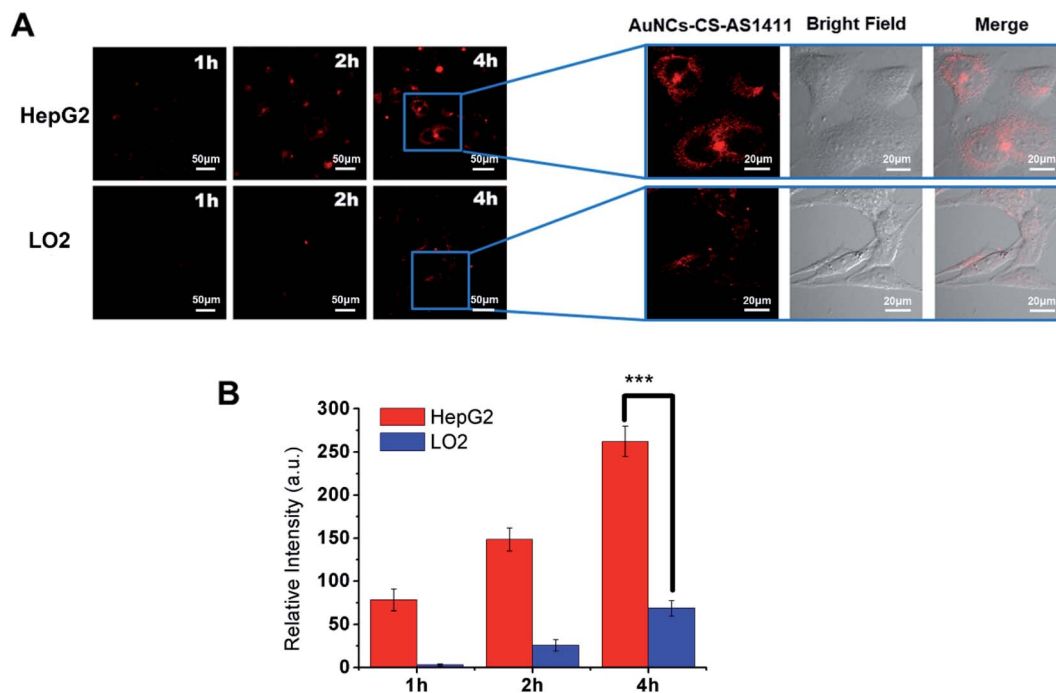 A
AuNCs-CS-AS1411 Bright Field Merge
HepG2
1h 2h 4h
50μm 50μm 50μm 20μm 20μm 20μm
LO2
1h 2h 4h
50μm 50μm 50μm 20μm 20μm 20μm
B
***
HepG2
LO2
Relative Intensity (a.u.)
300
250
200
150
100
50
0
1h 2h 4h